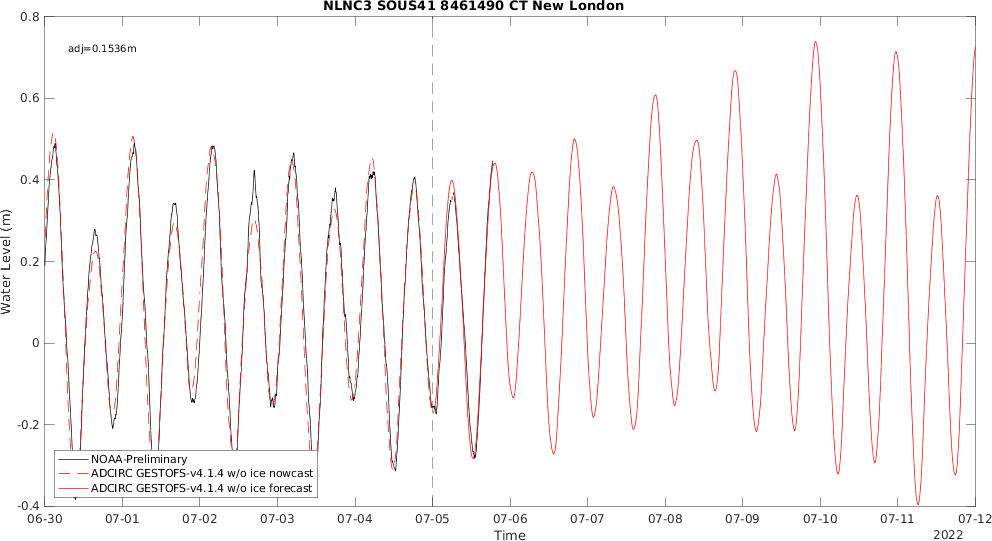 NLNC3 SOUS41 8461490 CT New London
adj=0.1536m
0.8
0.6
0.4
0.2
0
-0.2
-0.4
Water Level (m)
NOAA-Preliminary
ADCIRC GESTOFS-v4.1.4 w/o ice nowcast
ADCIRC GESTOFS-v4.1.4 w/o ice forecast
06-30 07-01 07-02 07-03 07-04 07-05 07-06 07-07 07-08 07-09 07-10 07-11 07-12
Time
2022